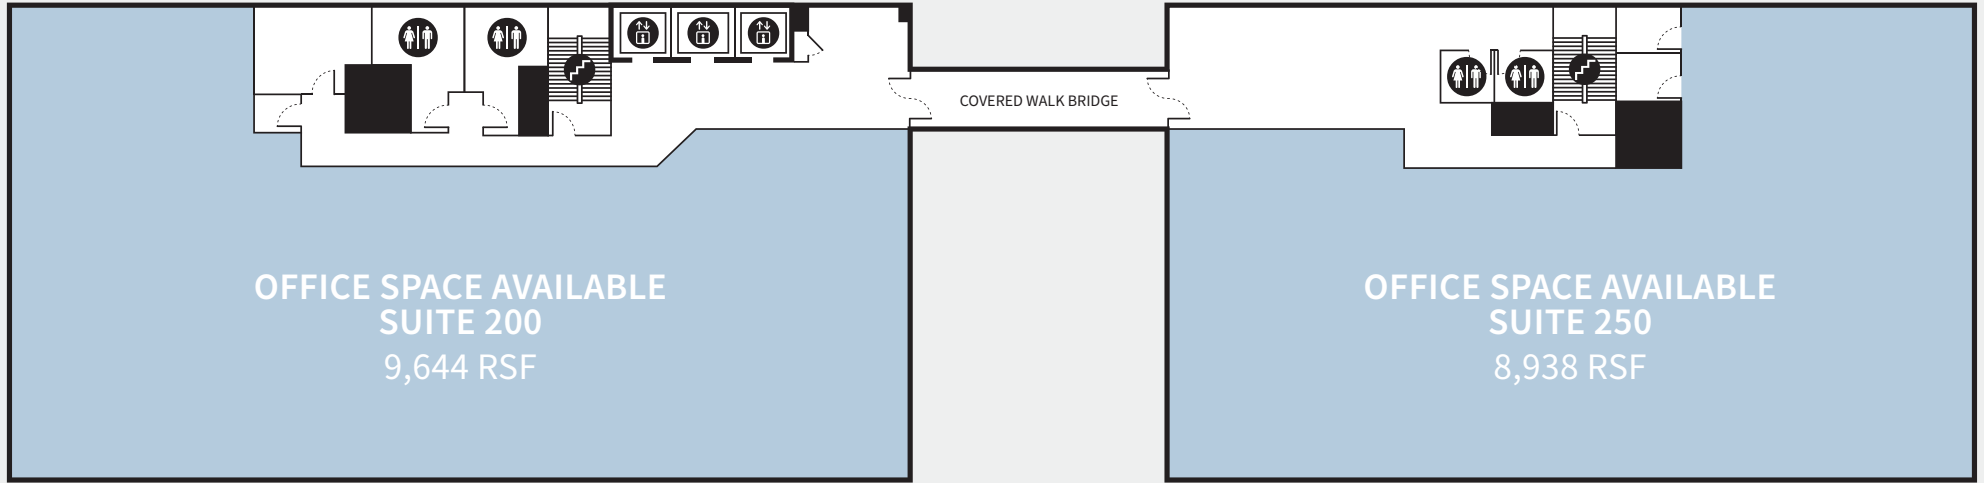 COVERED WALK BRIDGE
OFFICE SPACE AVAILABLE
SUITE 200
9,644 RSF
OFFICE SPACE AVAILABLE
SUITE 250
8,938 RSF